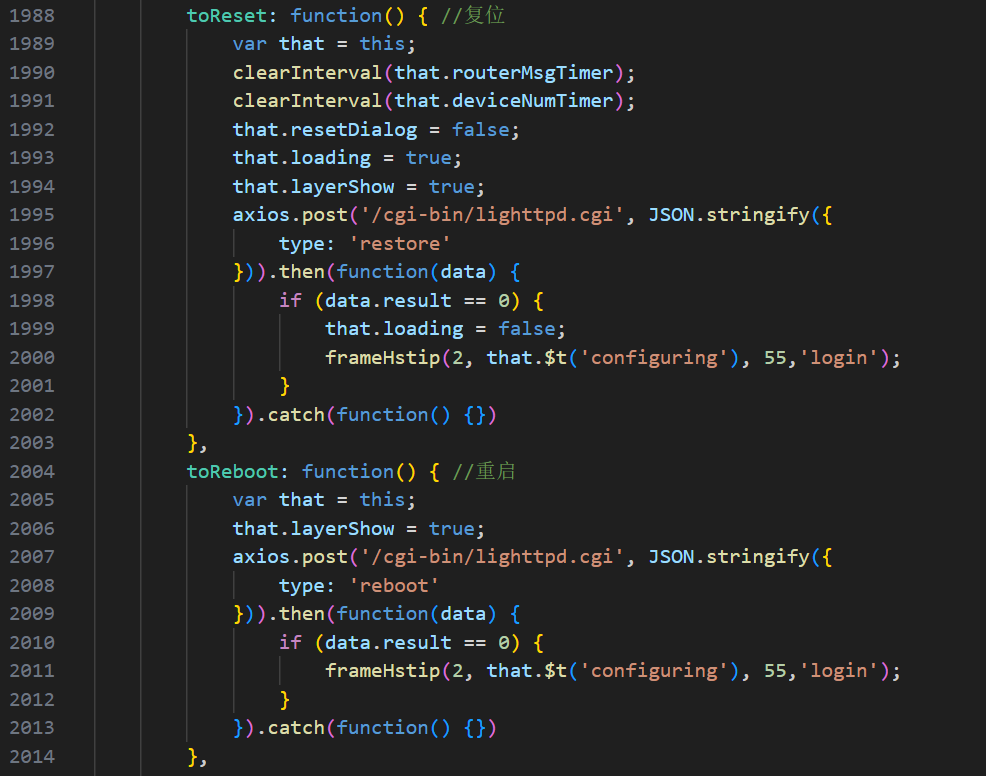 1988 toReset: function() { //复位
1989 var that = this;
1990 clearInterval(that.routerMsgTimer);
1991 clearInterval(that.deviceNumTimer);
1992 that.resetDialog = false;
1993 that.loading = true;
1994 that.layerShow = true;
1995 axios.post('/cgi-bin/lighttpd.cgi', JSON.stringify({
1996 type: 'restore'
1997 })).then(function(data) {
1998 if (data.result == 0) {
1999 that.loading = false;
2000 frameHstip(2, that.$t('configuring'), 55,'login');
2001 }
2002 }).catch(function() {})
2003 },
2004 toReboot: function() { //重启
2005 var that = this;
2006 that.layerShow = true;
2007 axios.post('/cgi-bin/lighttpd.cgi', JSON.stringify({
2008 type: 'reboot'
2009 })).then(function(data) {
2010 if (data.result == 0) {
2011 frameHstip(2, that.$t('configuring'), 55,'login');
2012 }
2013 }).catch(function() {})
2014 },